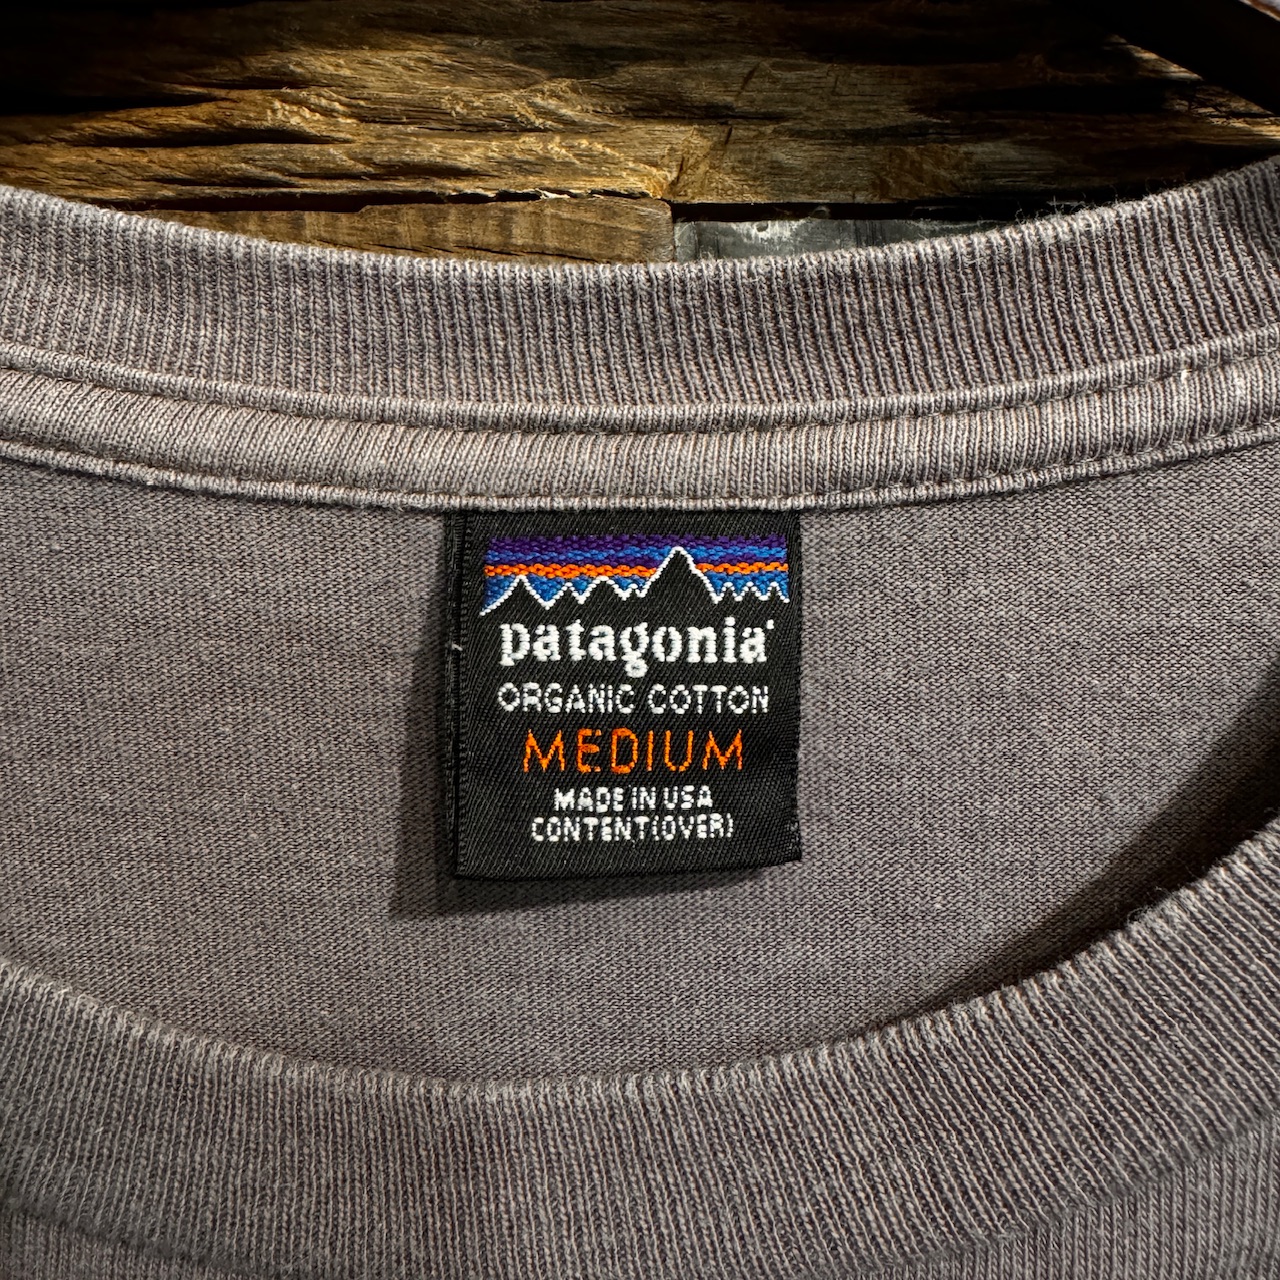 patagonia
ORGANIC COTTON
MEDIUM
MADE IN USA
CONTENT(OVER)